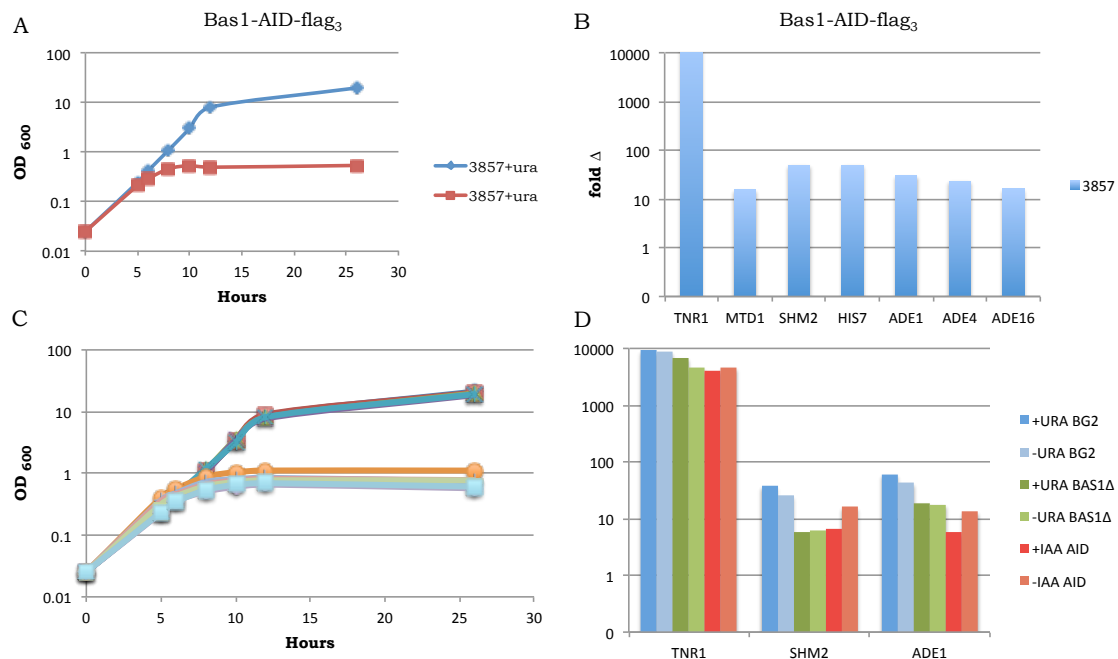 A
Bas1-AID-flag3
100
10
1
0.1
0.01
OD 600
0 5 10 15 20 25 30
Hours
3857+ura
3857+ura
B
Bas1-AID-flag3
10000
1000
100
10
1
0
fold Δ
TNR1 MTD1 SHM2 HIS7 ADE1 ADE4 ADE16
3857
C
100
10
1
0.1
0.01
OD 600
0 5 10 15 20 25 30
Hours
D
10000
1000
100
10
1
0
TNR1 SHM2 ADE1
+URA BG2
-URA BG2
+URA BAS1Δ
-URA BAS1Δ
+IAA AID
-IAA AID